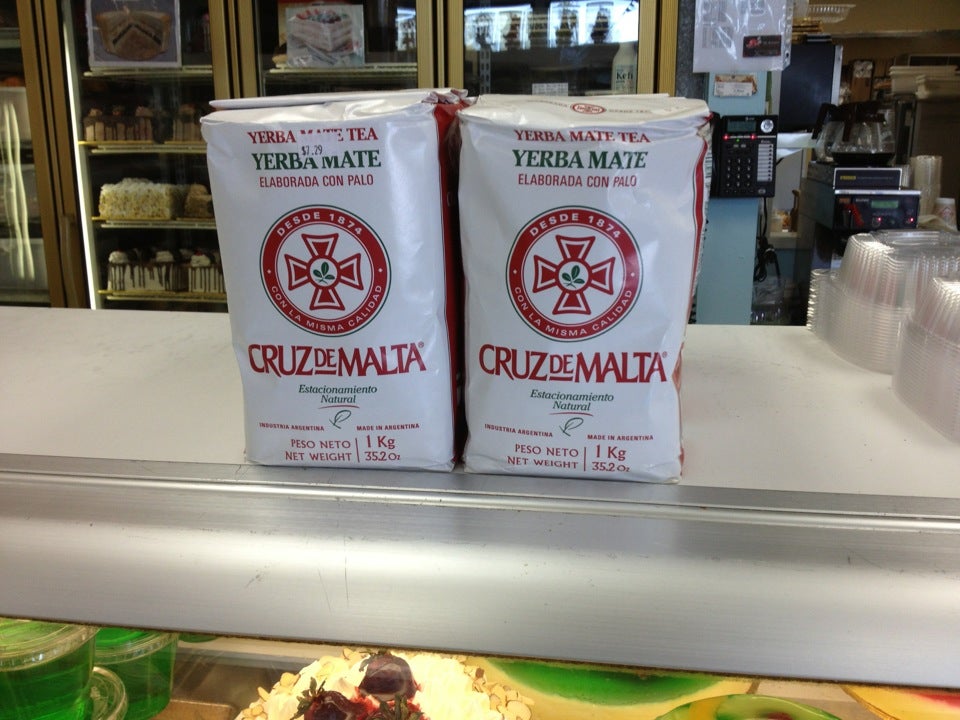 YERBA MATE TEA
$7.29
YERBA MATE
ELABORADA CON PALO
DESDE 1874
CON LA MISMA CALIDAD
CRUZ DE MALTA®
Estacionamiento
Natural
INDUSTRIA ARGENTINA MADE IN ARGENTINA
PESO NETO 1 Kg
NET WEIGHT 35.2 Oz
YERBA MATE TEA
YERBA MATE
ELABORADA CON PALO
DESDE 1874
CON LA MISMA CALIDAD
CRUZ DE MALTA®
Estacionamiento
Natural
INDUSTRIA ARGENTINA MADE IN ARGENTINA
PESO NETO 1 Kg
NET WEIGHT 35.2 Oz